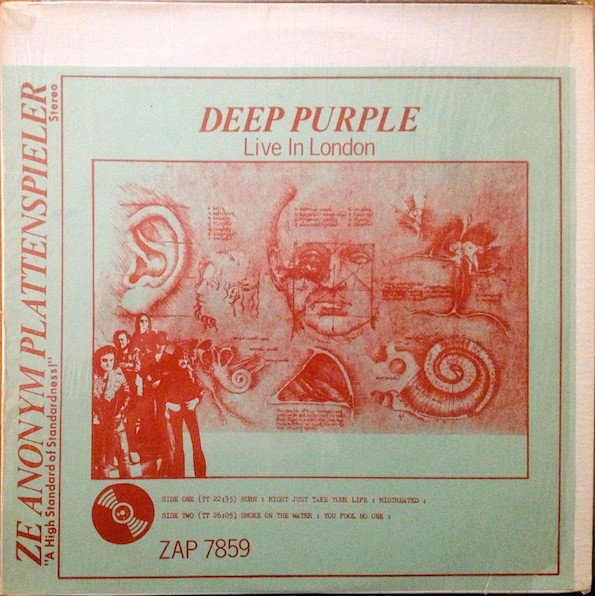 DEEP PURPLE
Live In London
ZE ANONYM PLATTENSPIELER
Stereo
"A High Standard of Standardness!"
SIDE ONE (TT 22:35) BURN : MIGHT JUST TAKE YOUR LIFE : MISTREATED :
SIDE TWO (TT 26:05) SMOKE ON THE WATER : YOU FOOL NO ONE :
ZAP 7859